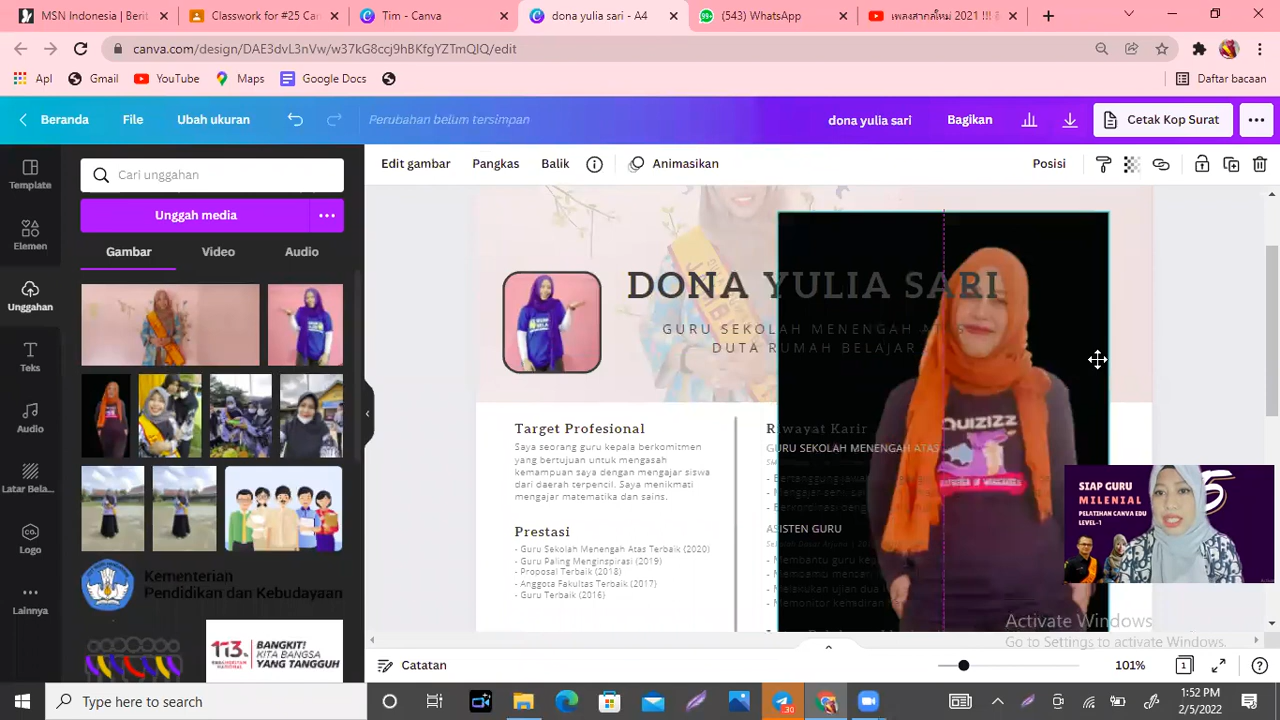 MSN Indonesia | Berit
Classwork for #25 Can
Tim - Canva
dona yulia sari - A4
(543) WhatsApp
เพลงสากลใหม่ 2021 !!!
canva.com/design/DAE3dvL3nVw/w37kG8ccj9hBKfgYZTmQlQ/edit
Apl
Gmail
YouTube
Maps
Google Docs
Daftar bacaan
Beranda
File
Ubah ukuran
Perubahan belum tersimpan
dona yulia sari
Bagikan
Cetak Kop Surat
Template
Elemen
Unggahan
Teks
Audio
Latar Bela...
Logo
Lainnya
Cari unggahan
Unggah media
Gambar
Video
Audio
Kementerian
Pendidikan dan Kebudayaan
113
BANGKIT!
KITA BANGSA
YANG TANGGUH
Edit gambar
Pangkas
Balik
Animasikan
Posisi
DONA YULIA SARI
GURU SEKOLAH MENENGAH ATAS
DUTA RUMAH BELAJAR
Target Profesional
Saya seorang guru kepala berkomitmen
yang bertujuan untuk mengasah
kemampuan saya dengan mengajar siswa
dari daerah terpencil. Saya menikmati
mengajar matematika dan sains.
Prestasi
- Guru Sekolah Menengah Atas Terbaik (2020)
- Guru Paling Menginspirasi (2019)
- Proposal Terbaik (2018)
- Anggota Fakultas Terbaik (2017)
- Guru Terbaik (2016)
Riwayat Karir
GURU SEKOLAH MENENGAH ATAS
ASISTEN GURU
- Membantu guru
QUIZIZZ
SIAP GURU
MILENIAL
PELATIHAN CANVA EDU
LEVEL-1
Activate Windows
Go to Settings to activate Windows.
Catatan
101%
1
Type here to search
1:52 PM
2/5/2022